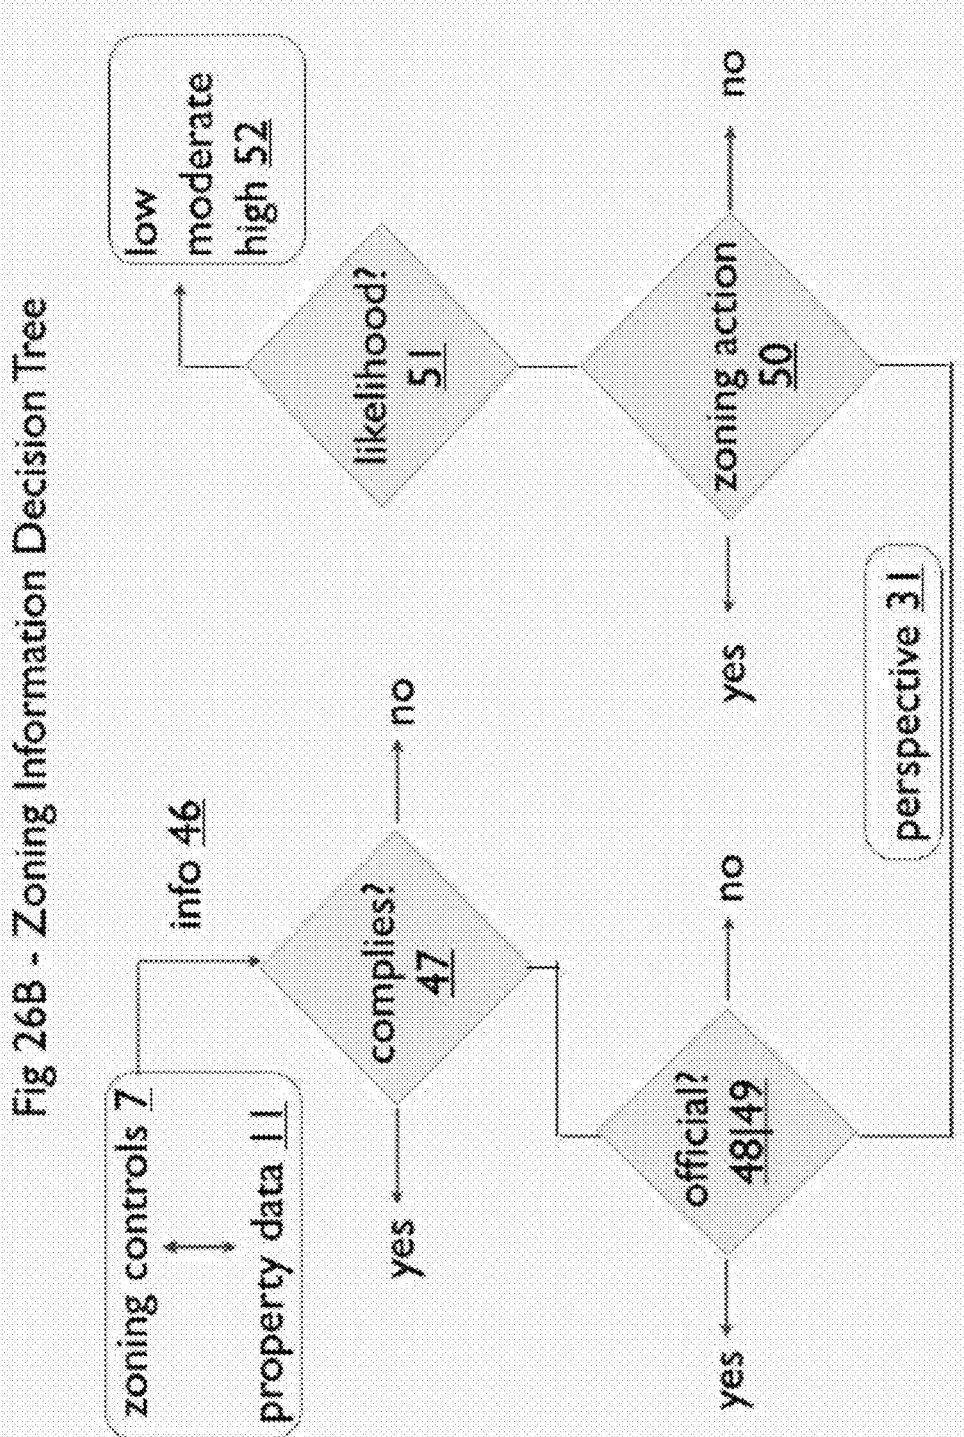 Fig 26B - Zoning Information Decision Tree
zoning controls 7
property data 11
info 46
complies?
47
yes
no
official?
48|49
yes
no
perspective 31
zoning action
50
yes
no
likelihood?
51
low
moderate
high 52